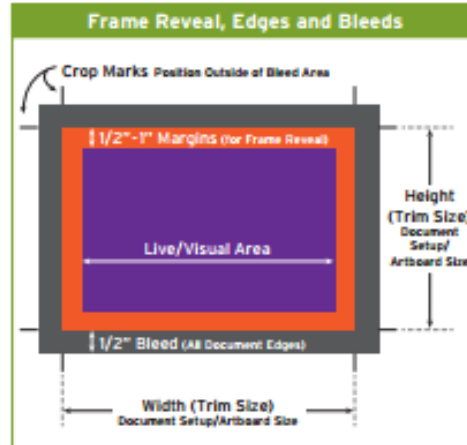 Frame Reveal, Edges and Bleeds
Crop Marks Position Outside of Bleed Area
1/2"-1" Margins (for Frame Reveal)
Live/Visual Area
Height
(Trim Size)
Document
Setup/
Artboard Size
1/2" Bleed (All Document Edges)
Width (Trim Size)
Document Setup/Artboard Size